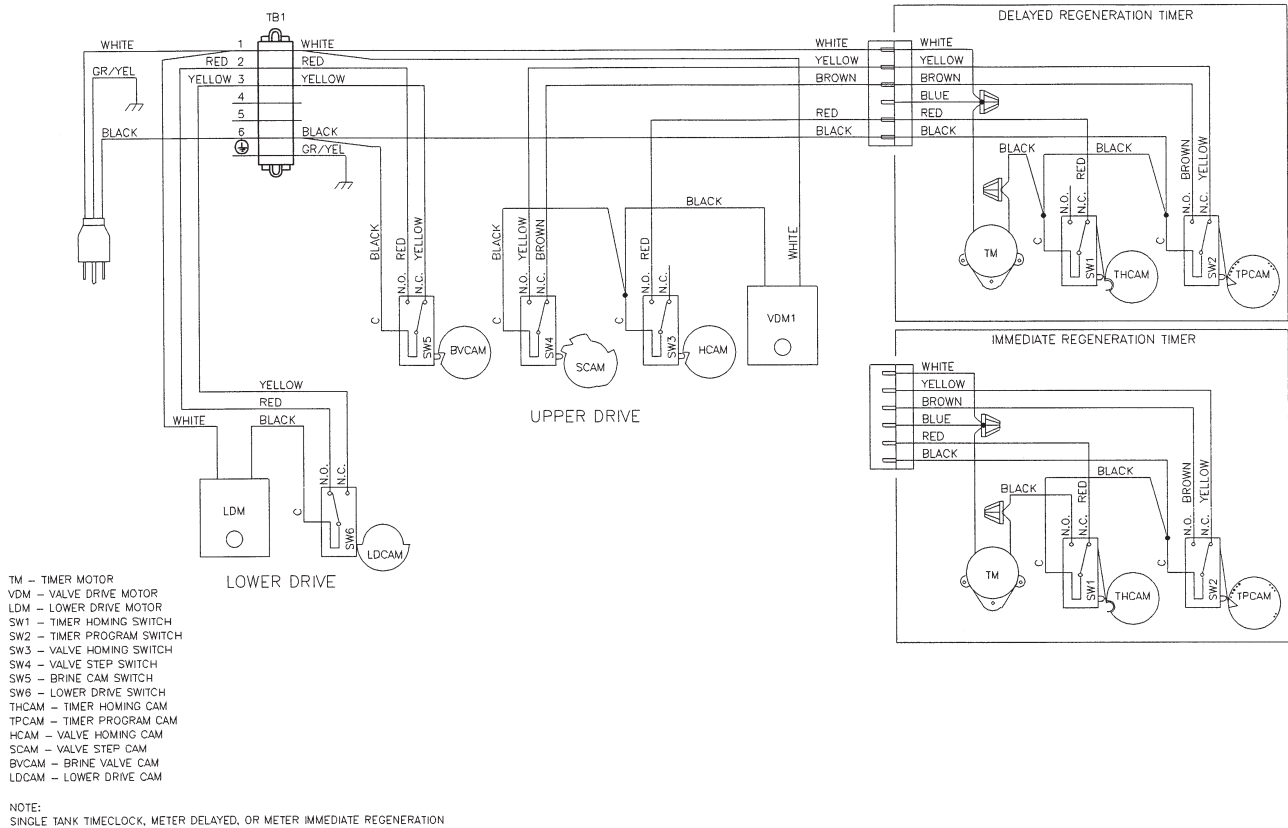 TB1
WHITE 1 WHITE
RED 2 RED
YELLOW 3 YELLOW
4
5
BLACK 6 BLACK
GR/YEL
GR/YEL
WHITE
YELLOW
BROWN
RED
BLACK
DELAYED REGENERATION TIMER
WHITE
YELLOW
BROWN
BLUE
RED
BLACK
BLACK BLACK
RED
BROWN
YELLOW
N.O.
N.C.
N.O.
N.C.
C
C
TM
SW1
THCAM
SW2
TPCAM
BLACK
RED
YELLOW
N.O.
N.C.
C
SW5
BVCAM
BLACK
YELLOW
BROWN
N.O.
N.C.
C
SW4
SCAM
RED
N.O.
N.C.
C
SW3
HCAM
BLACK
WHITE
VDM1
UPPER DRIVE
YELLOW
RED
WHITE BLACK
N.O.
N.C.
C
LDM
SW6
LDCAM
LOWER DRIVE
IMMEDIATE REGENERATION TIMER
WHITE
YELLOW
BROWN
BLUE
RED
BLACK
BLACK
BLACK
RED
BROWN
YELLOW
N.O.
N.C.
N.O.
N.C.
C
C
TM
SW1
THCAM
SW2
TPCAM
TM – TIMER MOTOR
VDM – VALVE DRIVE MOTOR
LDM – LOWER DRIVE MOTOR
SW1 – TIMER HOMING SWITCH
SW2 – TIMER PROGRAM SWITCH
SW3 – VALVE HOMING SWITCH
SW4 – VALVE STEP SWITCH
SW5 – BRINE CAM SWITCH
SW6 – LOWER DRIVE SWITCH
THCAM – TIMER HOMING CAM
TPCAM – TIMER PROGRAM CAM
HCAM – VALVE HOMING CAM
SCAM – VALVE STEP CAM
BVCAM – BRINE VALVE CAM
LDCAM – LOWER DRIVE CAM
NOTE:
SINGLE TANK TIMECLOCK, METER DELAYED, OR METER IMMEDIATE REGENERATION